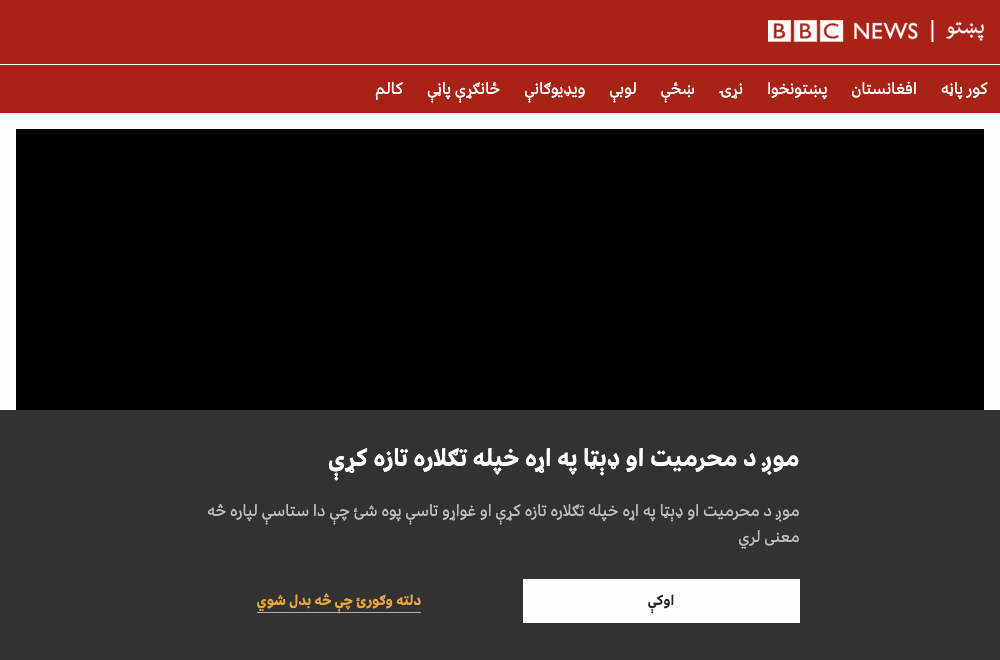 BBC NEWS | پښتو
کور پاڼه افغانستان پښتونخوا نړۍ ښځې لوبې ویډیوګانې ځانګړې پاڼې کالم
موږ د محرمیت او ډېټا په اړه خپله تګلاره تازه کړې
موږ د محرمیت او ډېټا په اړه خپله تګلاره تازه کړې او غواړو تاسې پوه شئ چې دا ستاسې لپاره څه
معنی لري
اوکې
دلته وګورئ چې څه بدل شوي